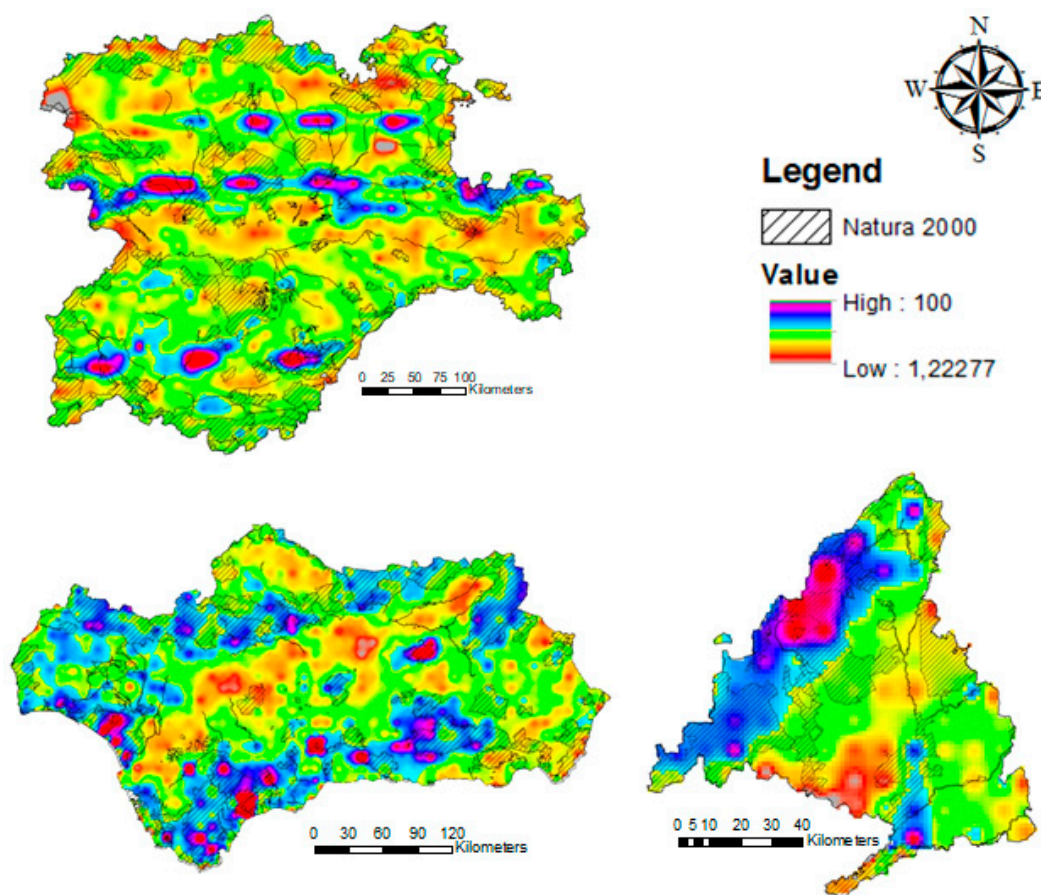 N
W E
S
Legend
Natura 2000
Value
High : 100
Low : 1,22277
0 25 50 75 100
Kilometers
0 30 60 90 120
Kilometers
0 5 10 20 30 40
Kilometers